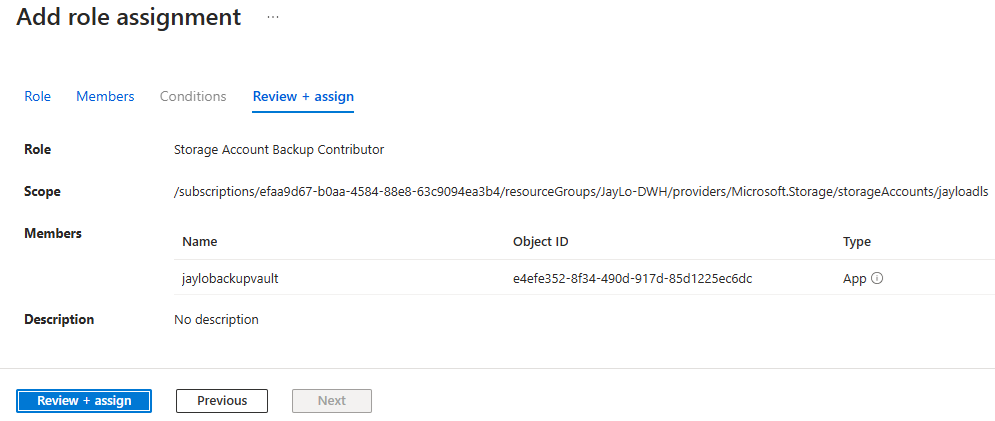 Add role assignment ...
Role Members Conditions Review + assign
Role Storage Account Backup Contributor
Scope /subscriptions/efaa9d67-b0aa-4584-88e8-63c9094ea3b4/resourceGroups/JayLo-DWH/providers/Microsoft.Storage/storageAccounts/jayloadls
Members
Name Object ID Type
jaylobackupvault e4efe352-8f34-490d-917d-85d1225ec6dc App
Description No description
Review + assign Previous Next